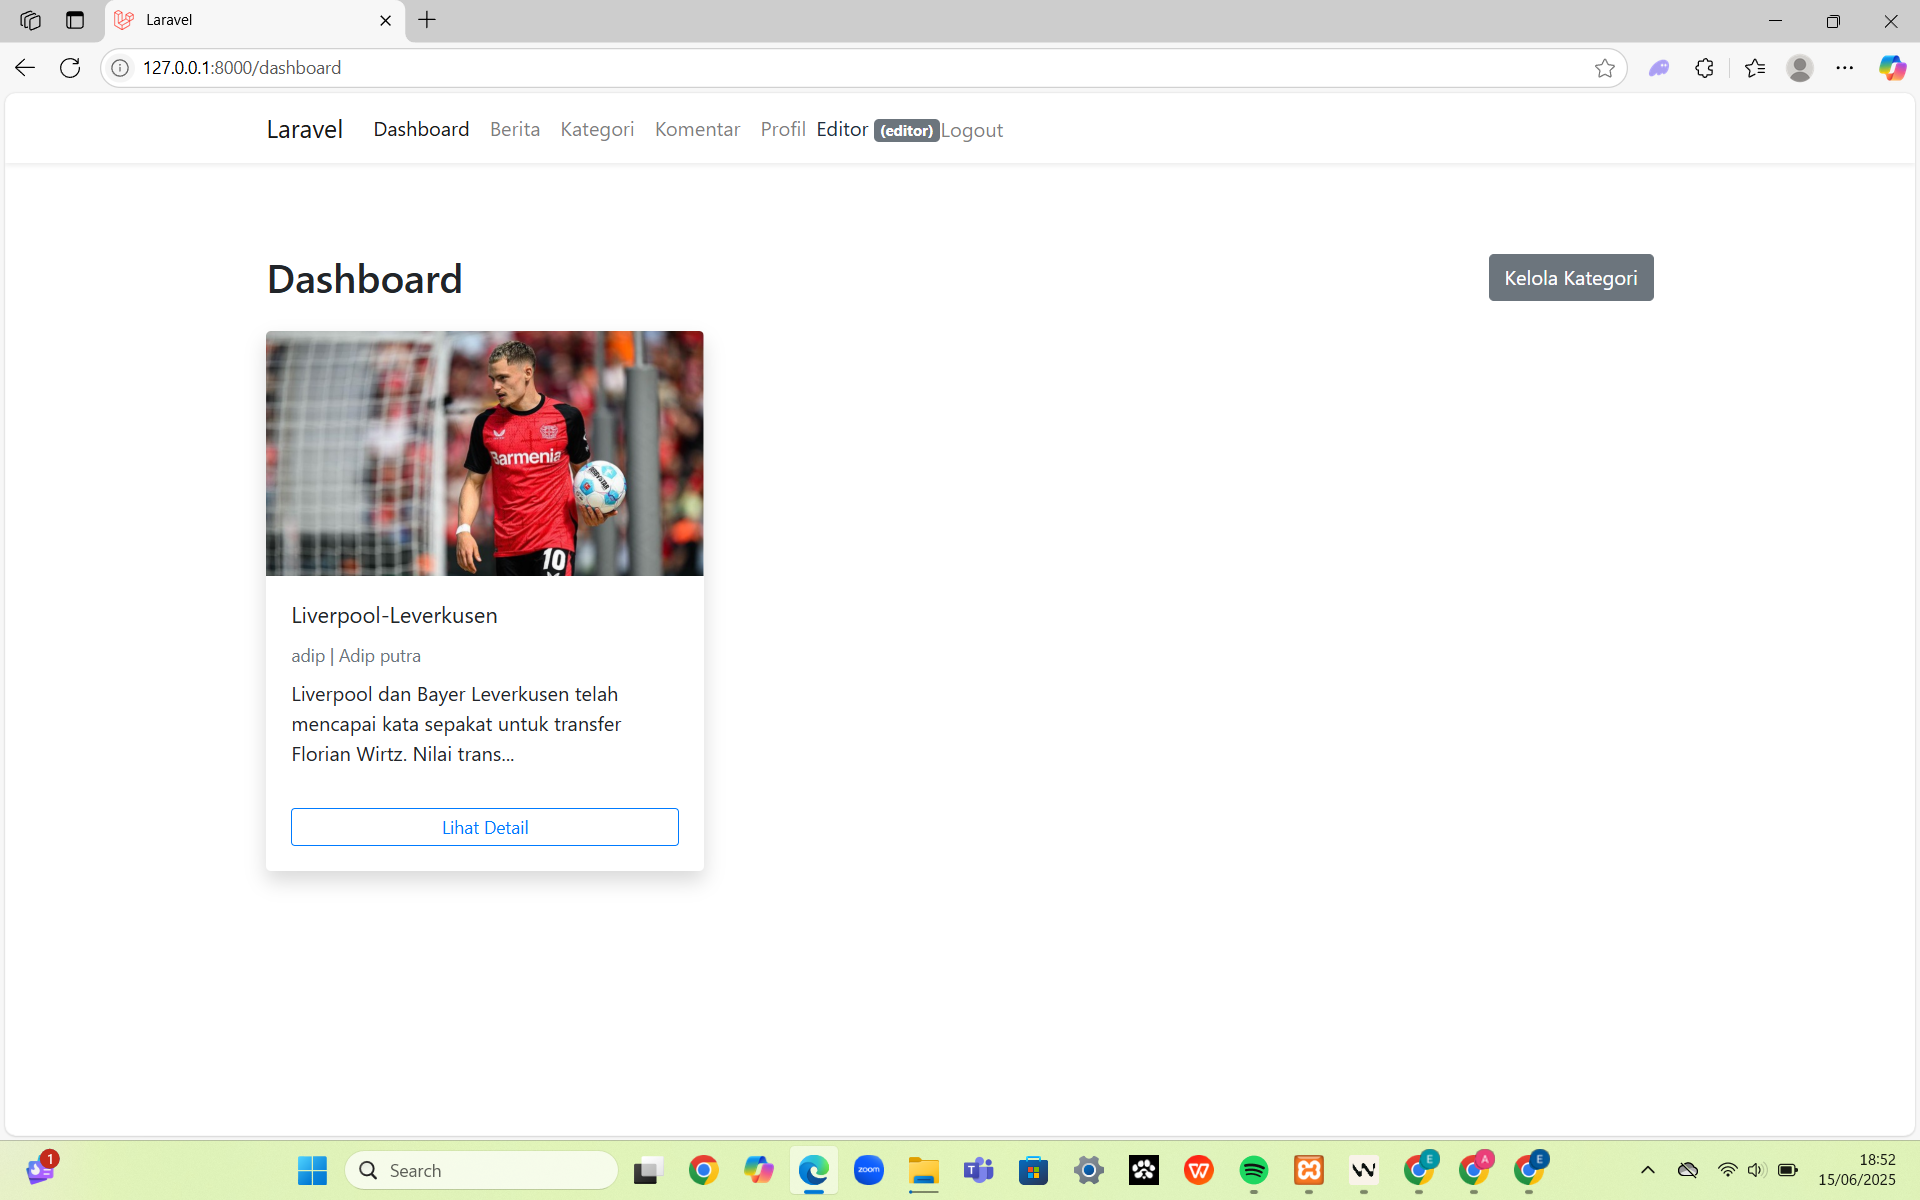 Laravel
127.0.0.1:8000/dashboard
Laravel Dashboard Berita Kategori Komentar Profil Editor (editor) Logout
Dashboard
Kelola Kategori
Barmenia
10
Liverpool-Leverkusen
adip | Adip putra
Liverpool dan Bayer Leverkusen telah
mencapai kata sepakat untuk transfer
Florian Wirtz. Nilai trans...
Lihat Detail
1
Search
zoom
E
A
E
18:52
15/06/2025